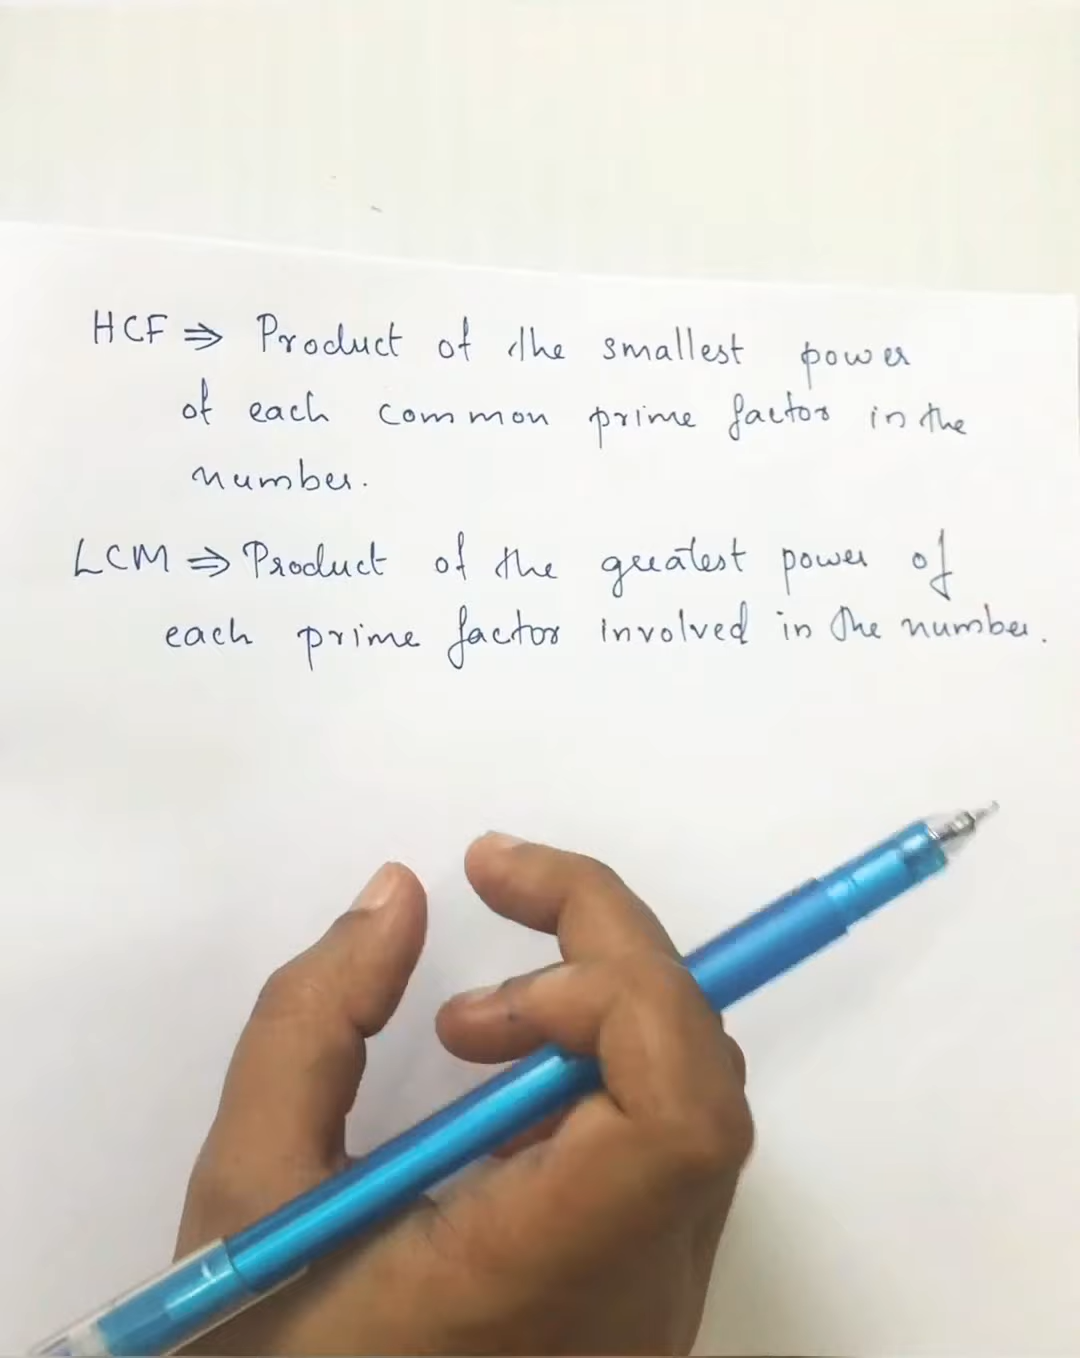 HCF ⇒ Product of the smallest power
of each common prime factor in the
number.
LCM ⇒ Product of the greatest power of
each prime factor involved in the number.